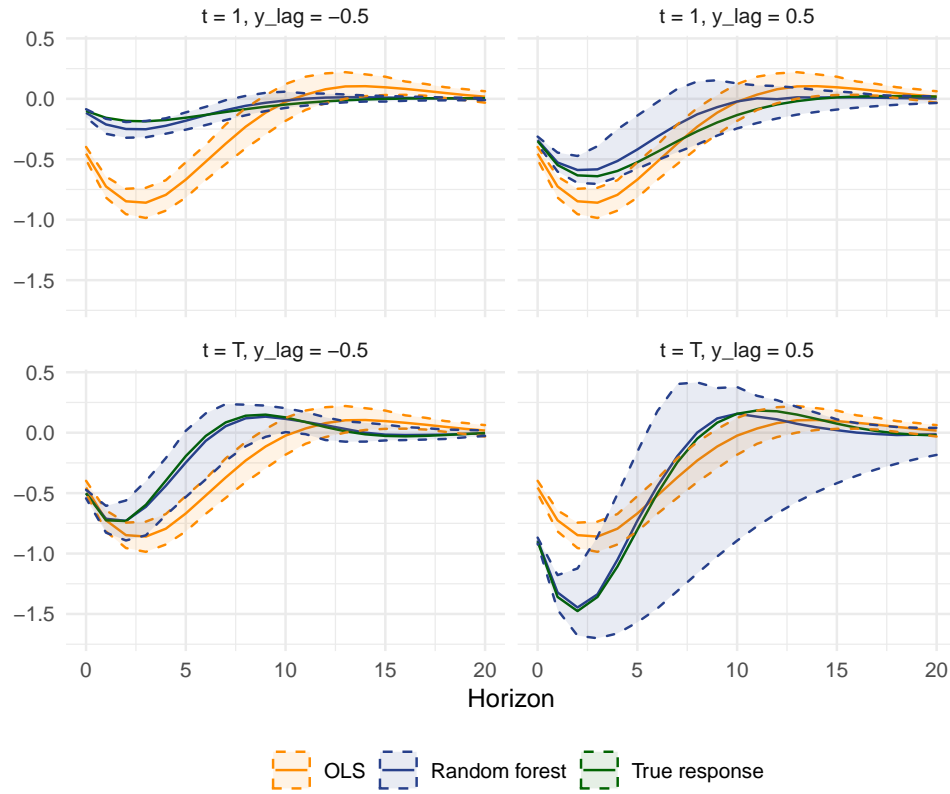 t = 1, y_lag = −0.5
t = 1, y_lag = 0.5
0.5
0.0
−0.5
−1.0
−1.5
t = T, y_lag = −0.5
t = T, y_lag = 0.5
0.5
0.0
−0.5
−1.0
−1.5
0 5 10 15 20 0 5 10 15 20
Horizon
OLS Random forest True response